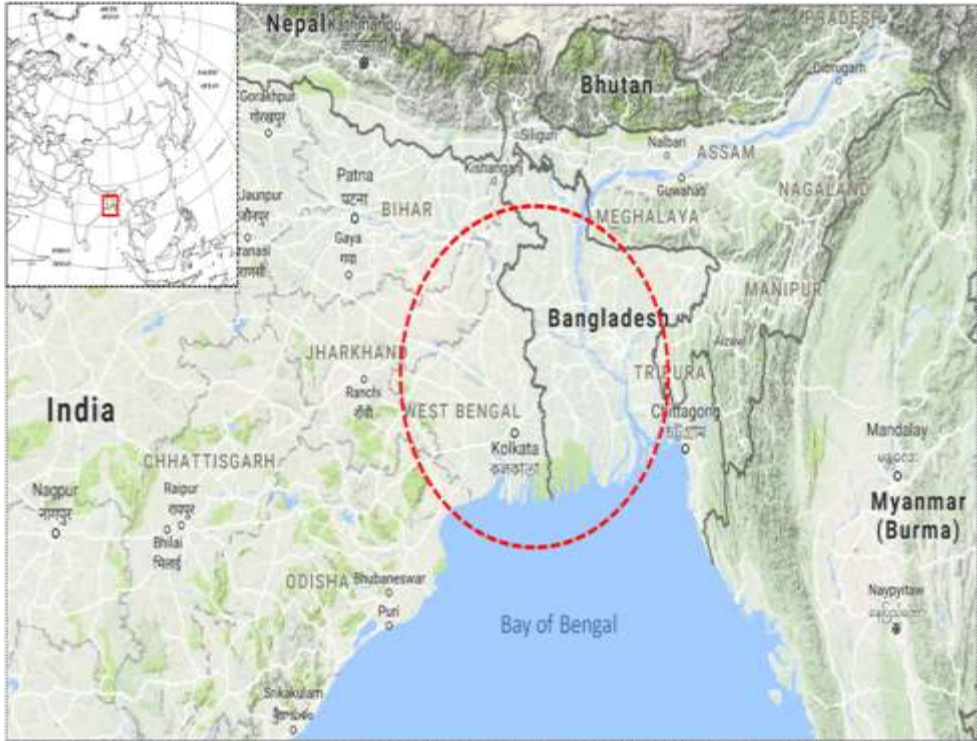 Nepal
Kathmandu
PRADESH
Dibrugarh
Gorakhpur
गोरखपुर
Bhutan
Siliguri
Nalbari
ASSAM
Kishanganj
Guwahati
NAGALAND
Jaunpur
जौनपुर
Patna
पटना
BIHAR
MEGHALAYA
Gaya
गया
MANIPUR
Bangladesh
Aizawl
JHARKHAND
TRIPURA
Ranchi
राँची
India
WEST BENGAL
Chittagong
Kolkata
Mandalay
CHHATTISGARH
Nagpur
नागपुर
Raipur
रायपुर
Myanmar
(Burma)
Bhilai
भिलाई
ODISHA
Bhubaneswar
Naypyitaw
Puri
Bay of Bengal
Srikakulam